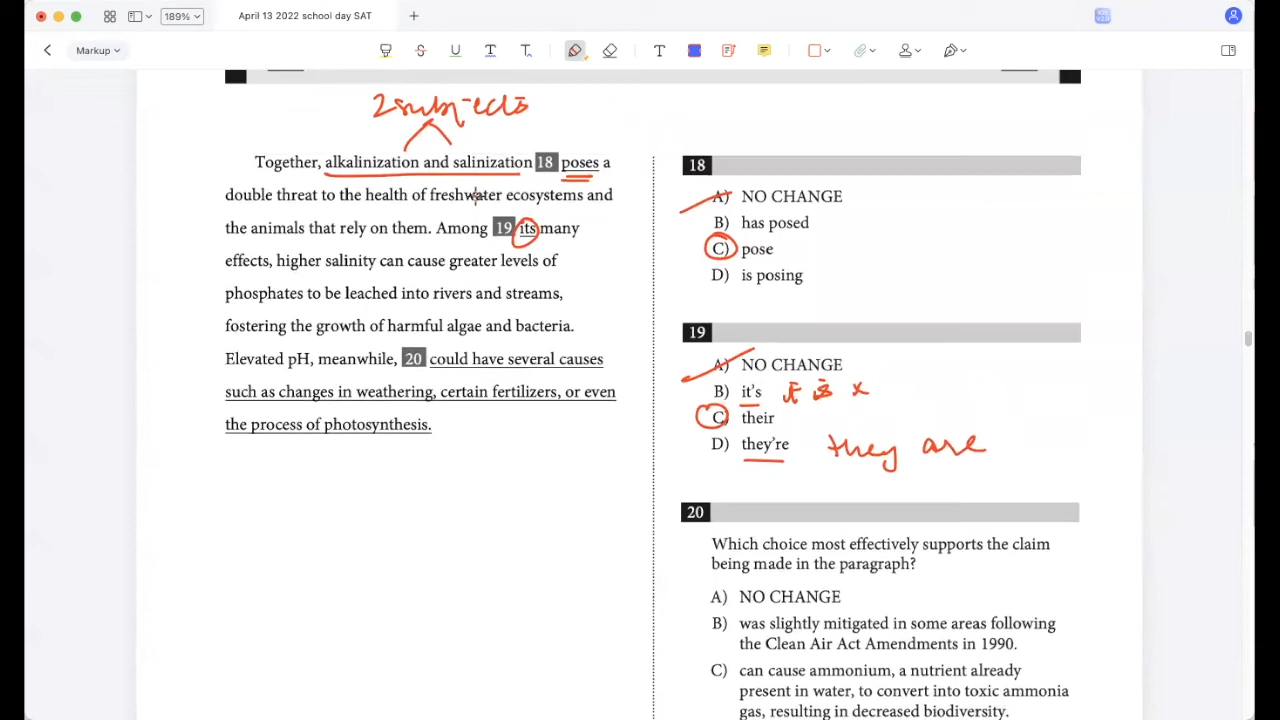 189%
April 13 2022 school day SAT
Markup
2 subjects
Together, alkalinization and salinization 18 poses a
double threat to the health of freshwater ecosystems and
the animals that rely on them. Among 19 its many
effects, higher salinity can cause greater levels of
phosphates to be leached into rivers and streams,
fostering the growth of harmful algae and bacteria.
Elevated pH, meanwhile, 20 could have several causes
such as changes in weathering, certain fertilizers, or even
the process of photosynthesis.
18
A) NO CHANGE
B) has posed
C) pose
D) is posing
19
A) NO CHANGE
B) it's
C) their
D) they're they are
20
Which choice most effectively supports the claim
being made in the paragraph?
A) NO CHANGE
B) was slightly mitigated in some areas following
the Clean Air Act Amendments in 1990.
C) can cause ammonium, a nutrient already
present in water, to convert into toxic ammonia
gas, resulting in decreased biodiversity.